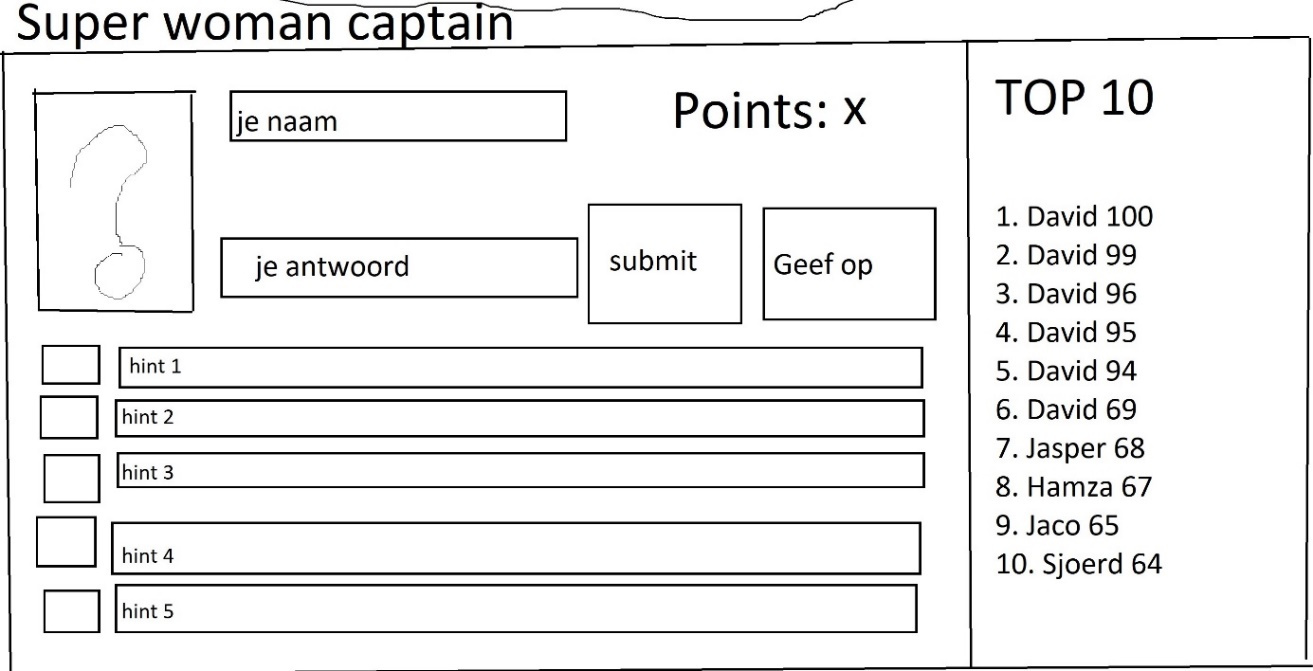 Super woman captain
je naam
Points: x
je antwoord
submit
Geef op
hint 1
hint 2
hint 3
hint 4
hint 5
TOP 10
1. David 100
2. David 99
3. David 96
4. David 95
5. David 94
6. David 69
7. Jasper 68
8. Hamza 67
9. Jaco 65
10. Sjoerd 64